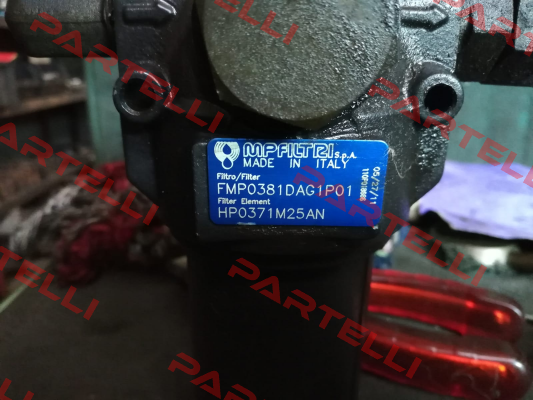 MPFILTRI S.p.A.
MADE IN ITALY
Filtro/Filter
FMP0381DAG1P01
Filter Element
HP0371M25AN
PARTELLI
PARTELLI
PARTELLI
PARTELLI
PARTELLI
PARTELLI